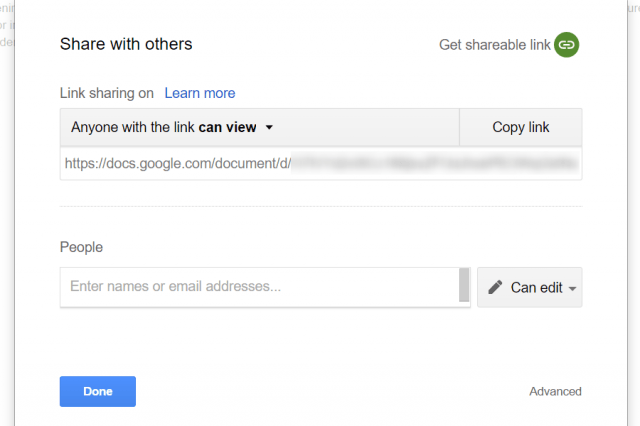 Share with others
Get shareable link
Link sharing on Learn more
Anyone with the link can view
Copy link
https://docs.google.com/document/d/
People
Enter names or email addresses...
Can edit
Done
Advanced